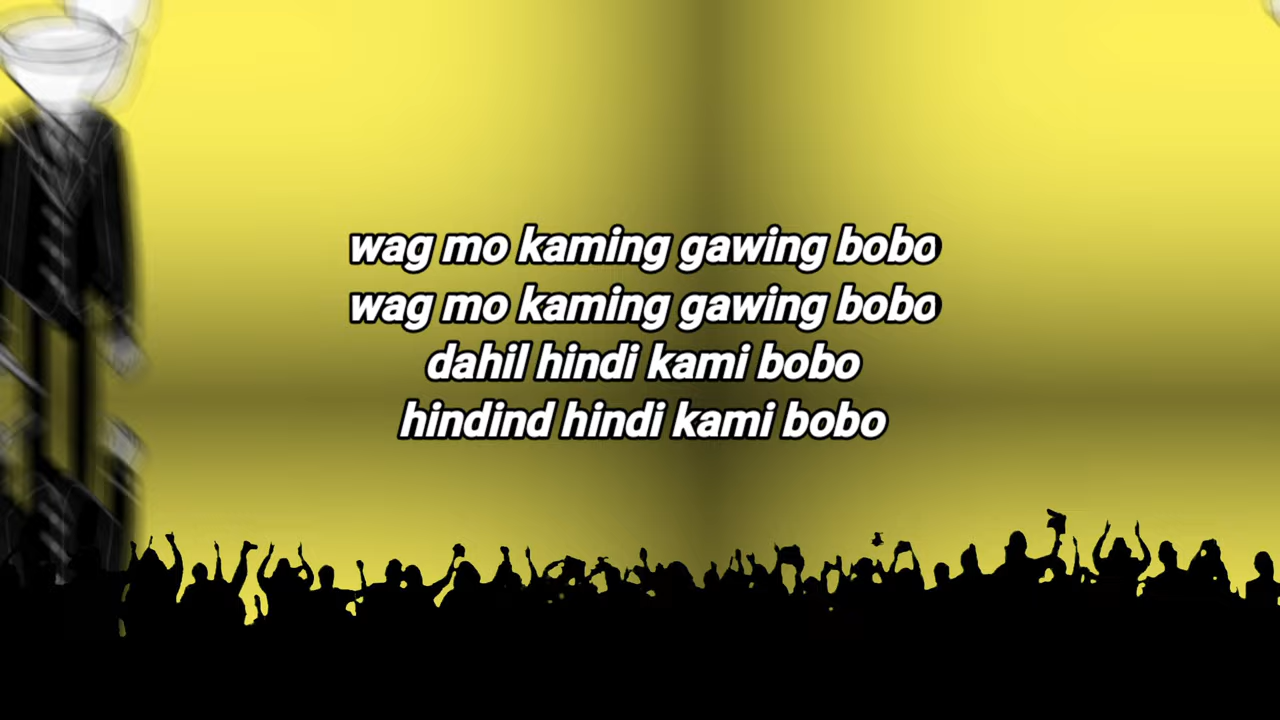 wag mo kaming gawing bobo
wag mo kaming gawing bobo
dahil hindi kami bobo
hindind hindi kami bobo